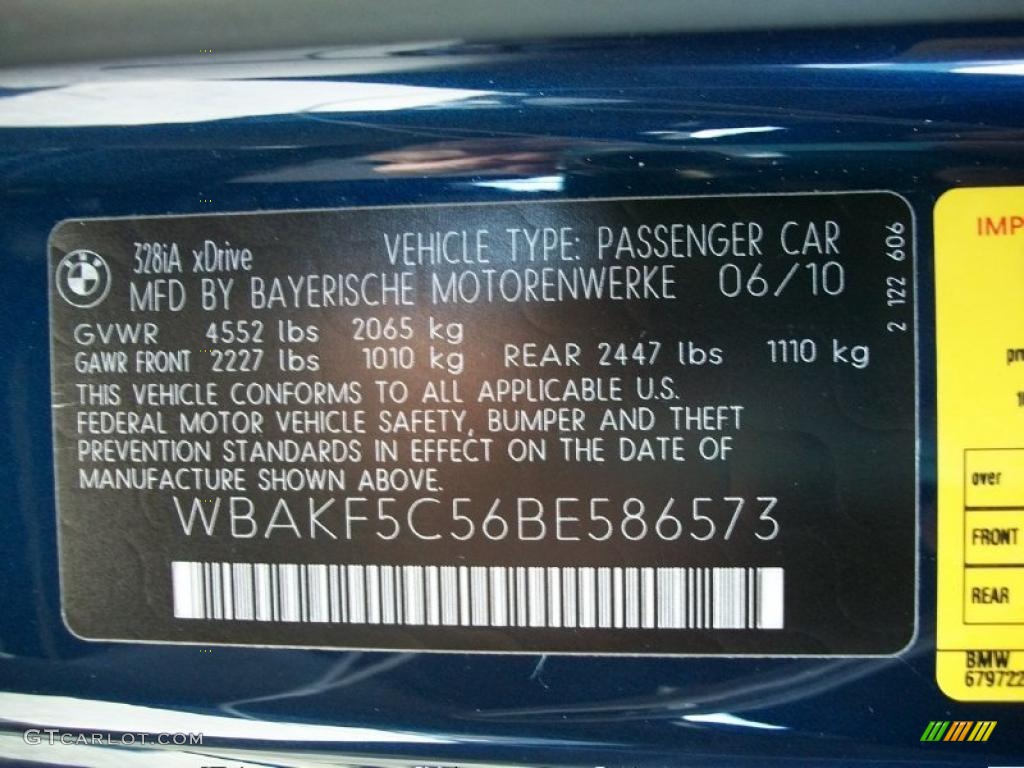 328iA xDrive VEHICLE TYPE: PASSENGER CAR
MFD BY BAYERISCHE MOTORENWERKE 06/10
GVWR 4552 lbs 2065 kg
GAWR FRONT 2227 lbs 1010 kg REAR 2447 lbs 1110 kg
THIS VEHICLE CONFORMS TO ALL APPLICABLE U.S.
FEDERAL MOTOR VEHICLE SAFETY, BUMPER AND THEFT
PREVENTION STANDARDS IN EFFECT ON THE DATE OF
MANUFACTURE SHOWN ABOVE.
WBAKF5C56BE586573
2 122 606
IMP
over
FRONT
REAR
BMW
679722
GTCARLOT.COM